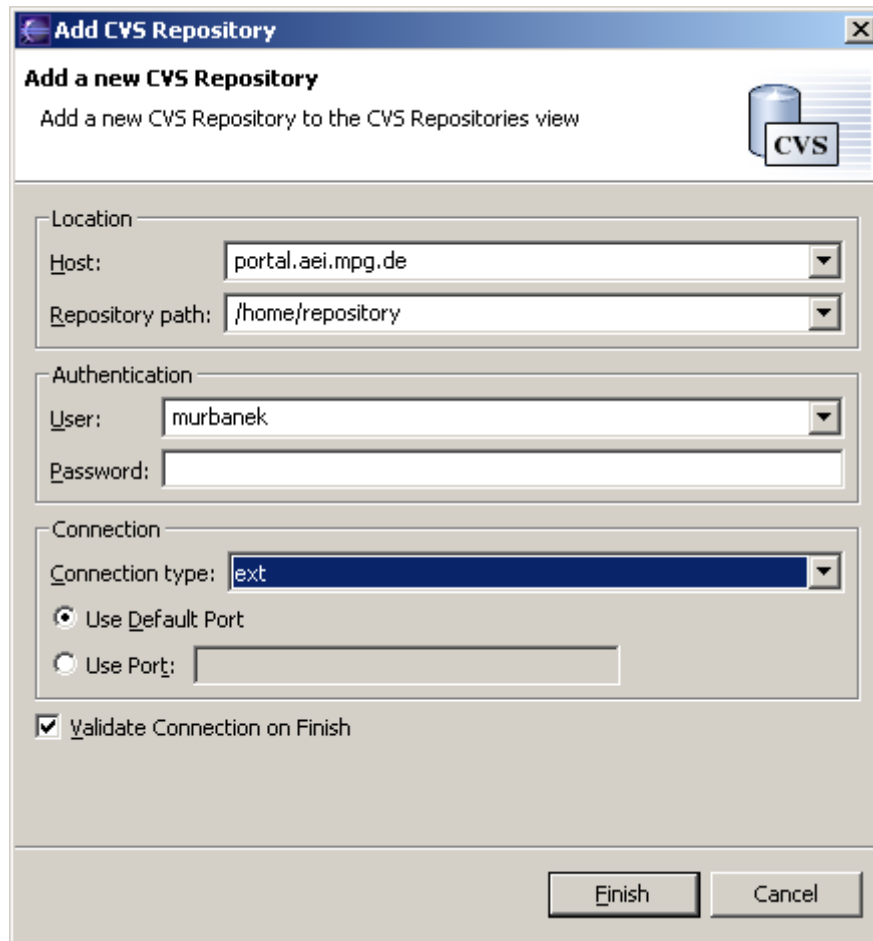 Add CVS Repository
Add a new CVS Repository
Add a new CVS Repository to the CVS Repositories view
CVS
Location
Host: portal.aei.mpg.de
Repository path: /home/repository
Authentication
User: murbanek
Password:
Connection
Connection type: ext
Use Default Port
Use Port:
Validate Connection on Finish
Finish Cancel